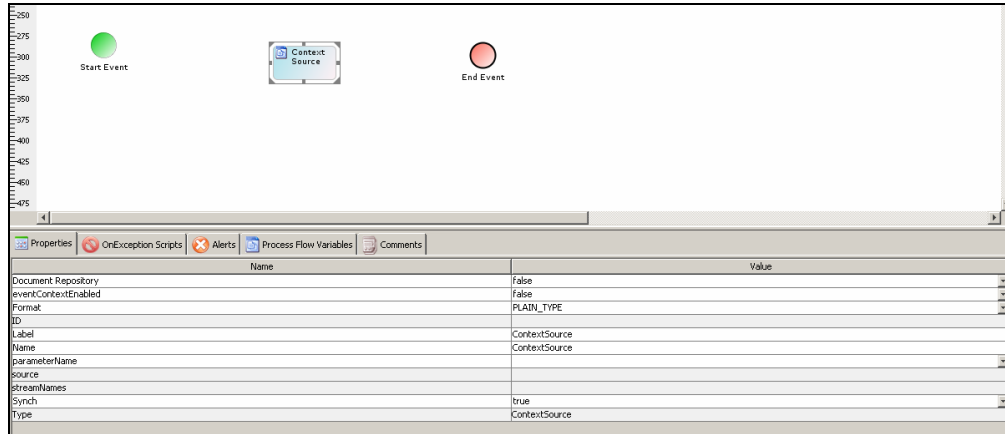 250
275
300
325
350
375
400
425
450
475
Start Event
Context
Source
End Event
Properties OnException Scripts Alerts Process Flow Variables Comments
Name Value
Document Repository false
eventContextEnabled false
Format PLAIN_TYPE
ID
Label ContextSource
Name ContextSource
parameterName
source
streamNames
Synch true
Type ContextSource